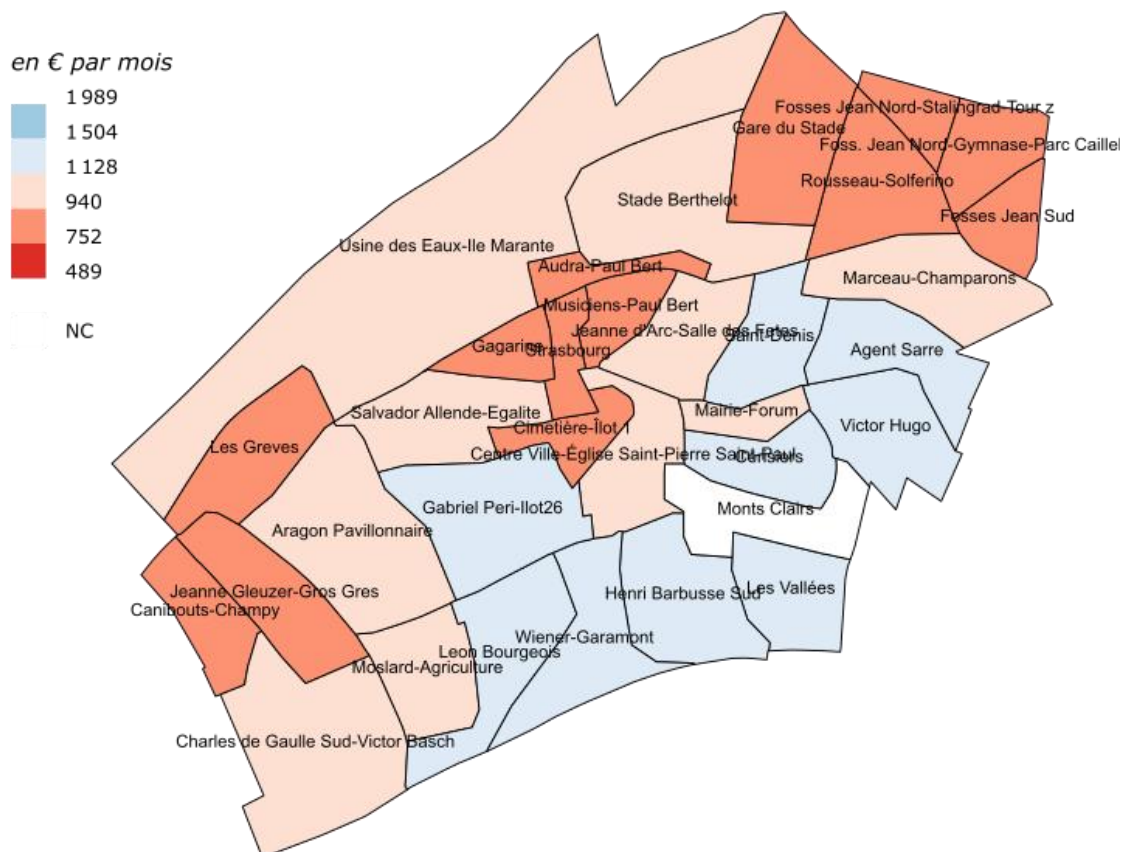 en € par mois
1 989
1 504
1 128
940
752
489
NC
Fosses Jean Nord-Stalingrad-Tour z
Gare du Stade
Foss. Jean Nord-Gymnase-Parc Caillel
Rousseau-Solferino
Stade Berthelot
Fosses Jean Sud
Usine des Eaux-Ile Marante
Audra-Paul Bert
Marceau-Champarons
Musidiens-Paul Bert
Jeanne d'Arc-Salle des Fetes
Saint-Denis
Gagarine
Strasbourg
Agent Sarre
Salvador Allende-Egalite
Mairie-Forum
Cimetière-Îlot 1
Victor Hugo
Les Greves
Centre Ville-Église Saint-Pierre Saint-Paul
Cerisiers
Gabriel Peri-Ilot26
Monts Clairs
Aragon Pavillonnaire
Jeanne Gleuzer-Gros Gres
Canibouts-Champy
Les Vallées
Henri Barbusse Sud
Wiener-Garamont
Leon Bourgeois
Moslard-Agriculture
Charles de Gaulle Sud-Victor Basch